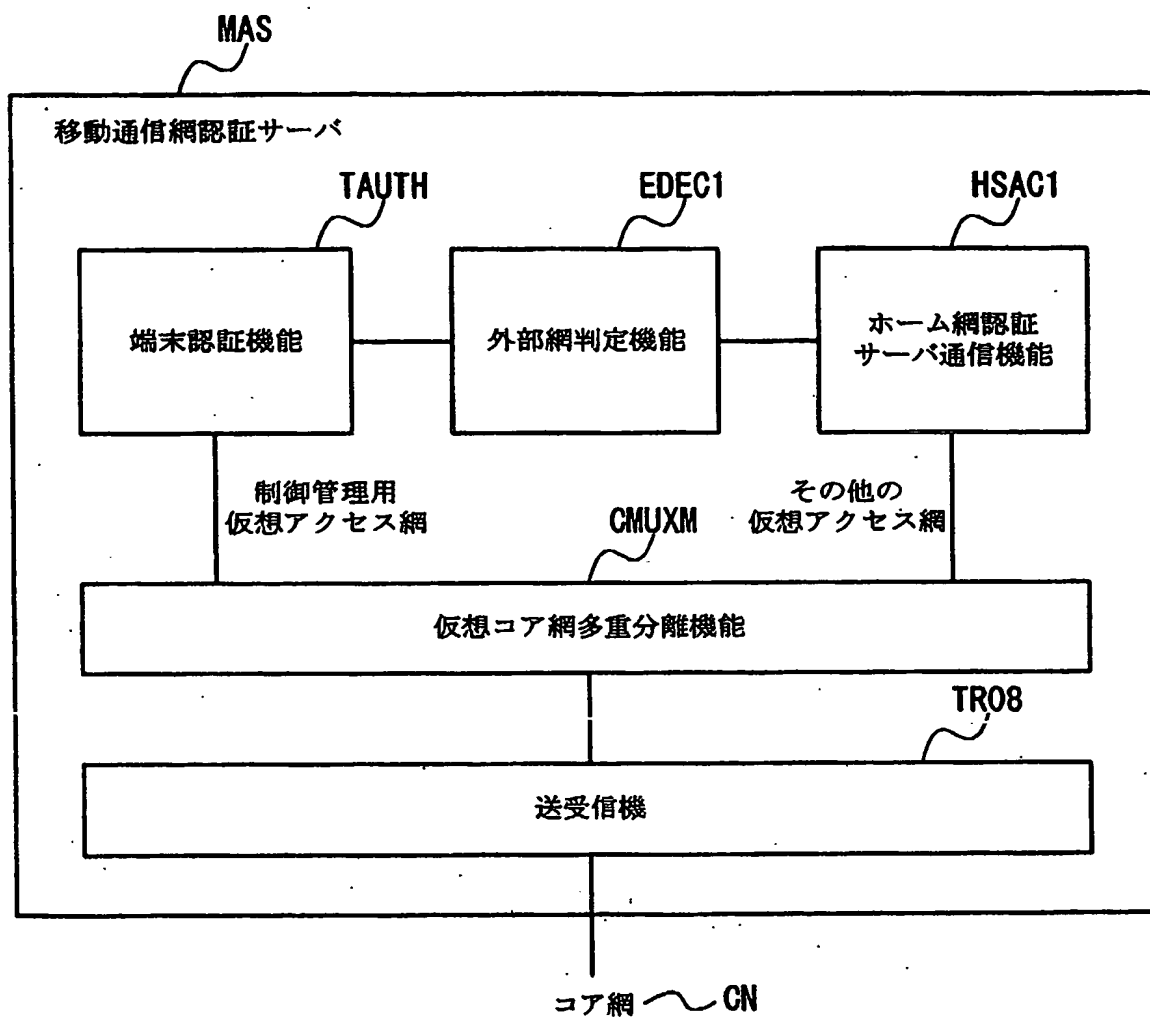 MAS
移動通信網認証サーバ
TAUTH
EDEC1
HSAC1
端末認証機能
外部網判定機能
ホーム網認証
サーバ通信機能
制御管理用
仮想アクセス網
その他の
仮想アクセス網
CMUXM
仮想コア網多重分離機能
TR08
送受信機
コア網
CN